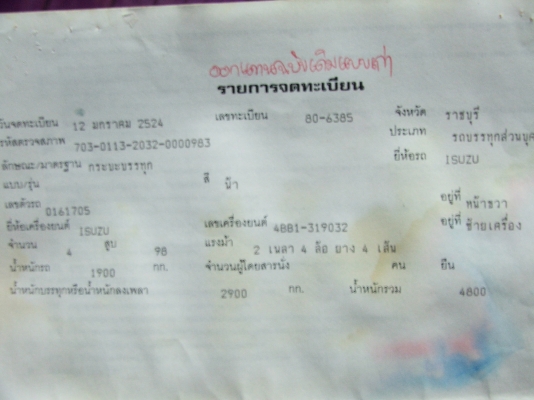 ออกแทนฉบับเดิมแบบเก่า
รายการจดทะเบียน
วันจดทะเบียน 12 มกราคม 2524 เลขทะเบียน 80-6385 จังหวัด ราชบุรี
รหัสตรวจสภาพ 703-0113-2032-0000983 ประเภท รถบรรทุกส่วนบุค
ลักษณะ/มาตรฐาน กระบะบรรทุก ยี่ห้อรถ ISUZU
แบบ/รุ่น สี น้า
เลขตัวรถ 0161705 อยู่ที่ หน้าขวา
ยี่ห้อเครื่องยนต์ ISUZU เลขเครื่องยนต์ 4881-319032 อยู่ที่ ซ้ายเครื่อง
จำนวน 4 สูบ 98 แรงม้า 2 เพลา 4 ล้อ ยาง 4 เส้น
น้ำหนักรถ 1900 กก. จำนวนผู้โดยสารนั่ง คน ยืน
น้ำหนักบรรทุกหรือน้ำหนักลงเพลา 2900 กก. น้ำหนักรวม 4800